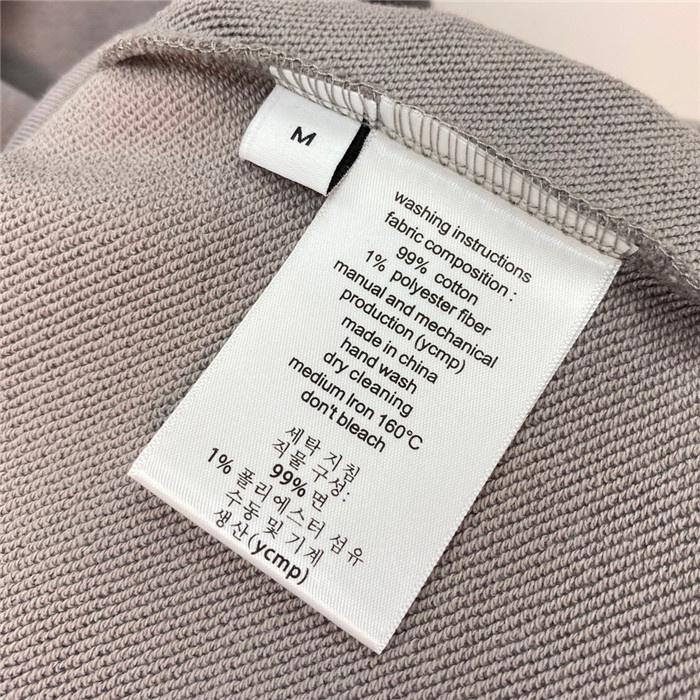 M
washing instructions
fabric composition :
99% cotton
1% polyester fiber
manual and mechanical
production (ycmp)
made in china
hand wash
dry cleaning
medium Iron 160°C
don't bleach
세탁 지침
직물 구성:
99% 면
1% 폴리에스터 섬유
수동 및 기계
생산(ycmp)